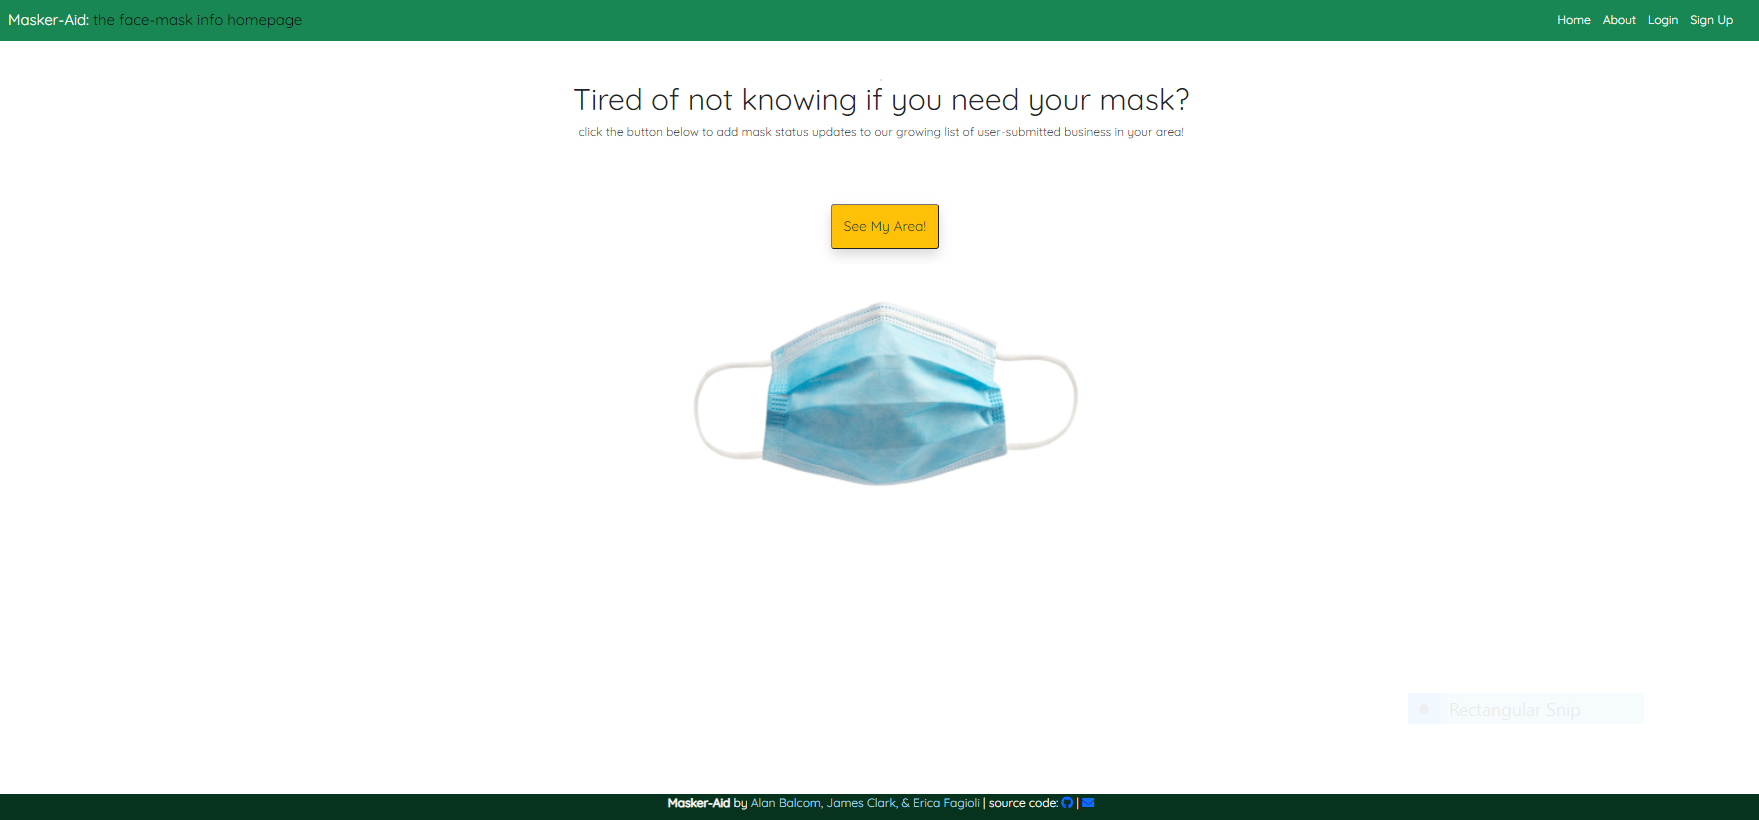 Masker-Aid: the face-mask info homepage
Home About Login Sign Up
Tired of not knowing if you need your mask?
click the button below to add mask status updates to our growing list of user-submitted business in your area!
See My Area!
Rectangular Snip
Masker-Aid by Alan Balcom, James Clark, & Erica Fagioli | source code: |